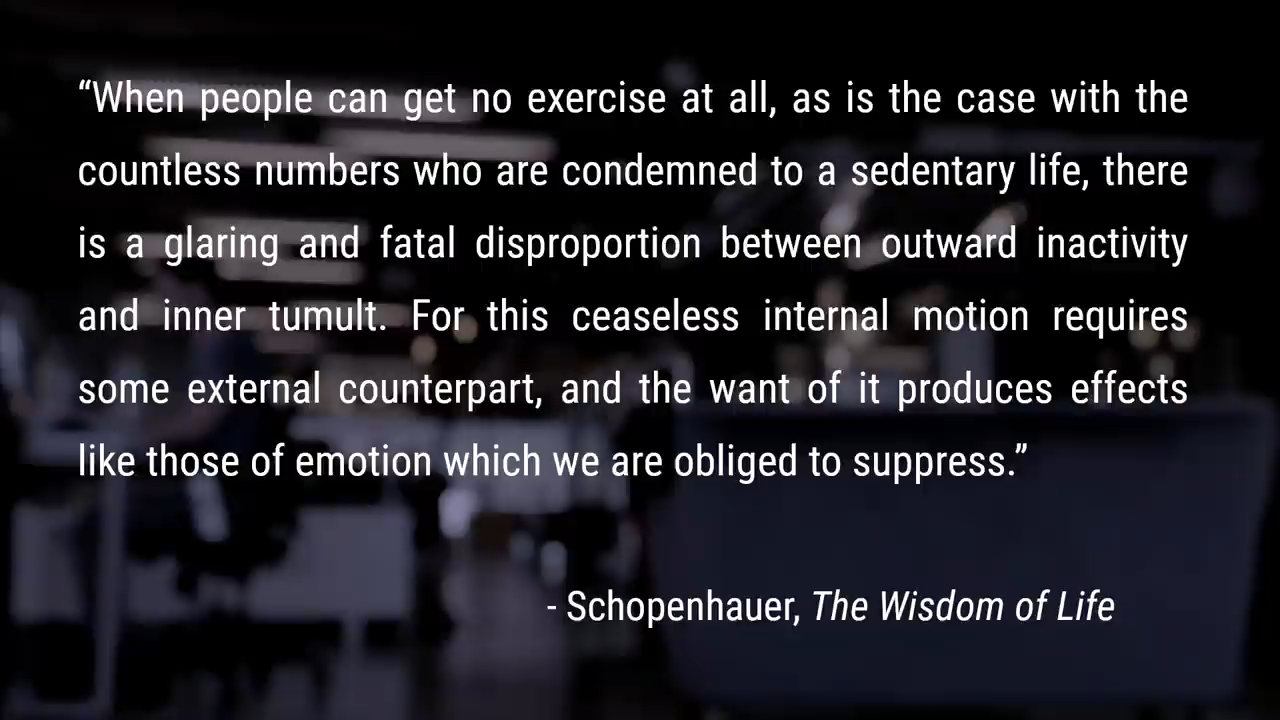 “When people can get no exercise at all, as is the case with the
countless numbers who are condemned to a sedentary life, there
is a glaring and fatal disproportion between outward inactivity
and inner tumult. For this ceaseless internal motion requires
some external counterpart, and the want of it produces effects
like those of emotion which we are obliged to suppress.”
- Schopenhauer, The Wisdom of Life